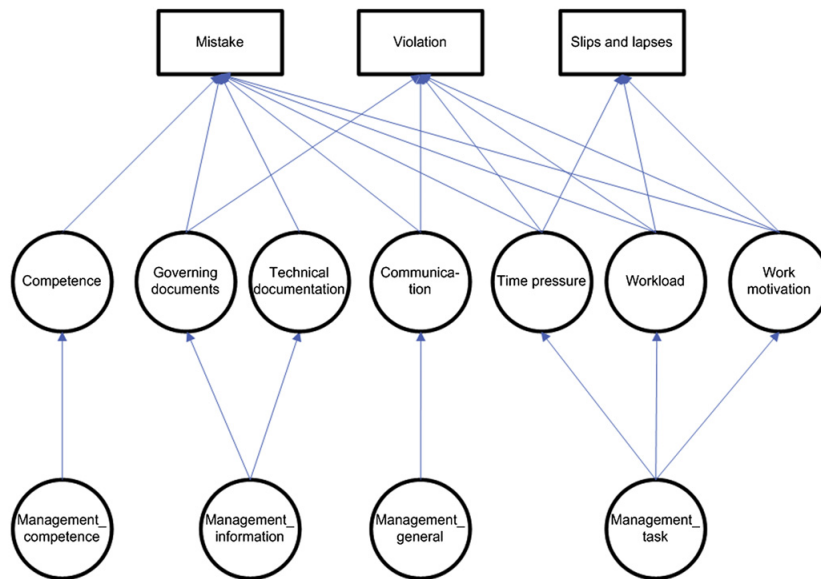 Mistake
Violation
Slips and lapses
Competence
Governing
documents
Technical
documentation
Communica-
tion
Time pressure
Workload
Work
motivation
Management_
competence
Management_
information
Management_
general
Management_
task